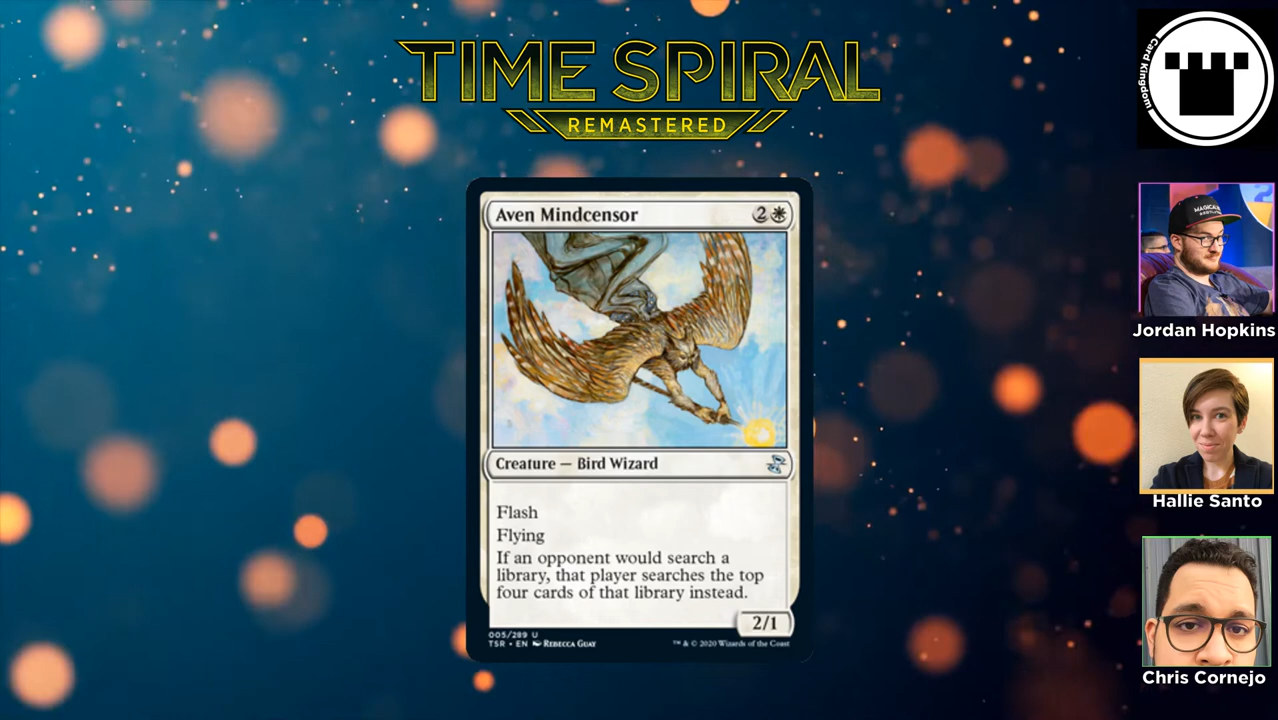 TIME SPIRAL
REMASTERED
Card Kingdom
Aven Mindcensor 2
Creature — Bird Wizard
Flash
Flying
If an opponent would search a
library, that player searches the top
four cards of that library instead.
2/1
005/289 U
TSR • EN REBECCA GUAY
™ & © 2020 Wizards of the Coast
Jordan Hopkins
Hallie Santo
Chris Cornejo